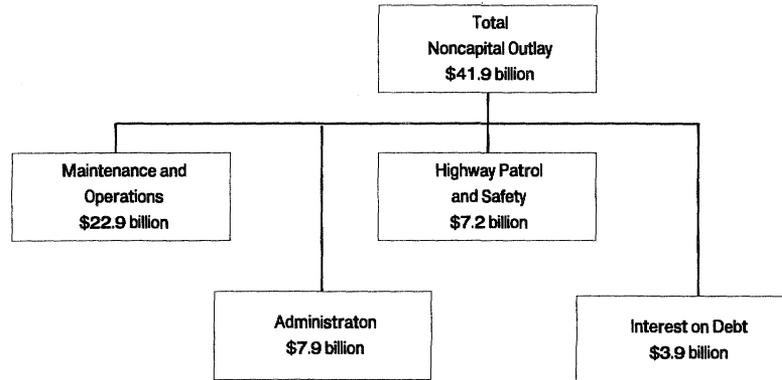 Total
Noncapital Outlay
$41.9 billion
Maintenance and
Operations
$22.9 billion
Highway Patrol
and Safety
$7.2 billion
Administraton
$7.9 billion
Interest on Debt
$3.9 billion